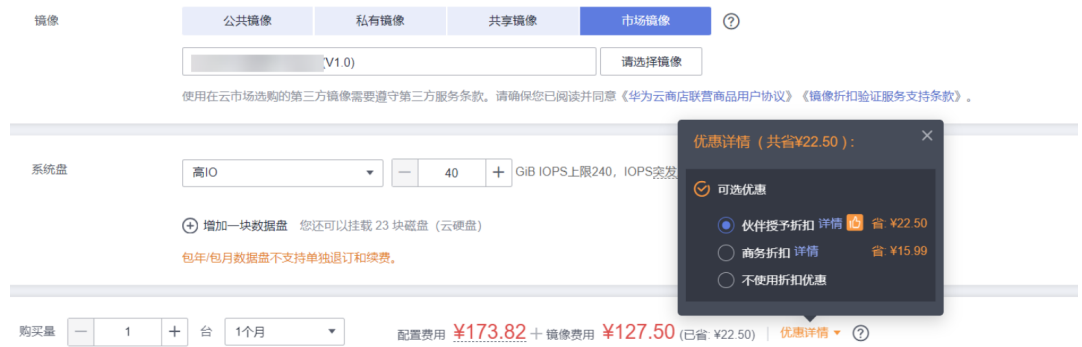 镜像 公共镜像 私有镜像 共享镜像 市场镜像 ?
(V1.0) 请选择镜像
使用在云市场选购的第三方镜像需要遵守第三方服务条款。请确保您已阅读并同意《华为云商店联营商品用户协议》《镜像折扣验证服务支持条款》。
优惠详情（共省¥22.50）:
系统盘 高IO 40 GiB IOPS上限240，IOPS突发
可选优惠
伙伴授予折扣 详情 省: ¥22.50
商务折扣 详情 省: ¥15.99
不使用折扣优惠
增加一块数据盘 您还可以挂载 23 块磁盘（云硬盘）
包年/包月数据盘不支持单独退订和续费。
购买量 1 台 1个月 配置费用 ¥173.82 + 镜像费用 ¥127.50 (已省: ¥22.50) 优惠详情 ?